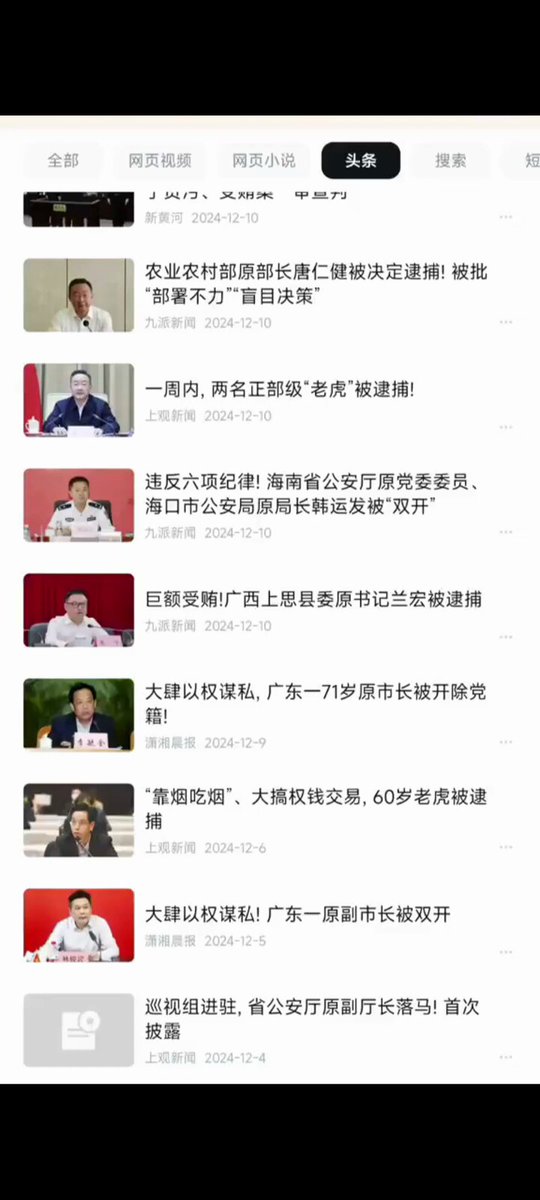 全部 网页视频 网页小说 头条 搜索 短
新黄河 2024-12-10
农业农村部原部长唐仁健被决定逮捕! 被批
“部署不力”“盲目决策”
九派新闻 2024-12-10
一周内, 两名正部级“老虎”被逮捕!
上观新闻 2024-12-10
违反六项纪律! 海南省公安厅原党委委员、
海口市公安局原局长韩运发被“双开”
九派新闻 2024-12-10
巨额受贿!广西上思县委原书记兰宏被逮捕
九派新闻 2024-12-10
大肆以权谋私, 广东一71岁原市长被开除党
籍!
潇湘晨报 2024-12-9
“靠烟吃烟”、大搞权钱交易, 60岁老虎被逮
捕
上观新闻 2024-12-6
大肆以权谋私! 广东一原副市长被双开
潇湘晨报 2024-12-5
巡视组进驻, 省公安厅原副厅长落马! 首次
披露
上观新闻 2024-12-4